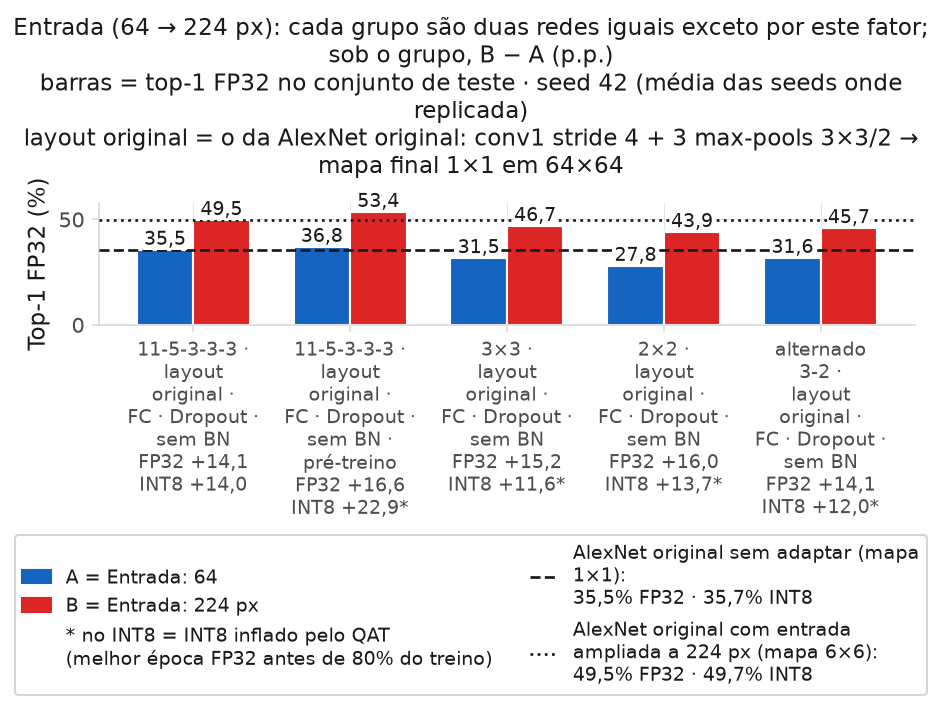 Entrada (64 → 224 px): cada grupo são duas redes iguais exceto por este fator;
sob o grupo, B − A (p.p.)
barras = top-1 FP32 no conjunto de teste · seed 42 (média das seeds onde
replicada)
layout original = o da AlexNet original: conv1 stride 4 + 3 max-pools 3×3/2 →
mapa final 1×1 em 64×64
Top-1 FP32 (%)
50
0
35,5
49,5
36,8
53,4
31,5
46,7
27,8
43,9
31,6
45,7
11-5-3-3-3 ·
layout
original ·
FC · Dropout ·
sem BN
FP32 +14,1
INT8 +14,0
11-5-3-3-3 ·
layout
original ·
FC · Dropout ·
sem BN ·
pré-treino
FP32 +16,6
INT8 +22,9*
3×3 ·
layout
original ·
FC · Dropout ·
sem BN
FP32 +15,2
INT8 +11,6*
2×2 ·
layout
original ·
FC · Dropout ·
sem BN
FP32 +16,0
INT8 +13,7*
alternado
3-2 ·
layout
original ·
FC · Dropout ·
sem BN
FP32 +14,1
INT8 +12,0*
A = Entrada: 64
B = Entrada: 224 px
* no INT8 = INT8 inflado pelo QAT
(melhor época FP32 antes de 80% do treino)
AlexNet original sem adaptar (mapa
1×1):
35,5% FP32 · 35,7% INT8
AlexNet original com entrada
ampliada a 224 px (mapa 6×6):
49,5% FP32 · 49,7% INT8